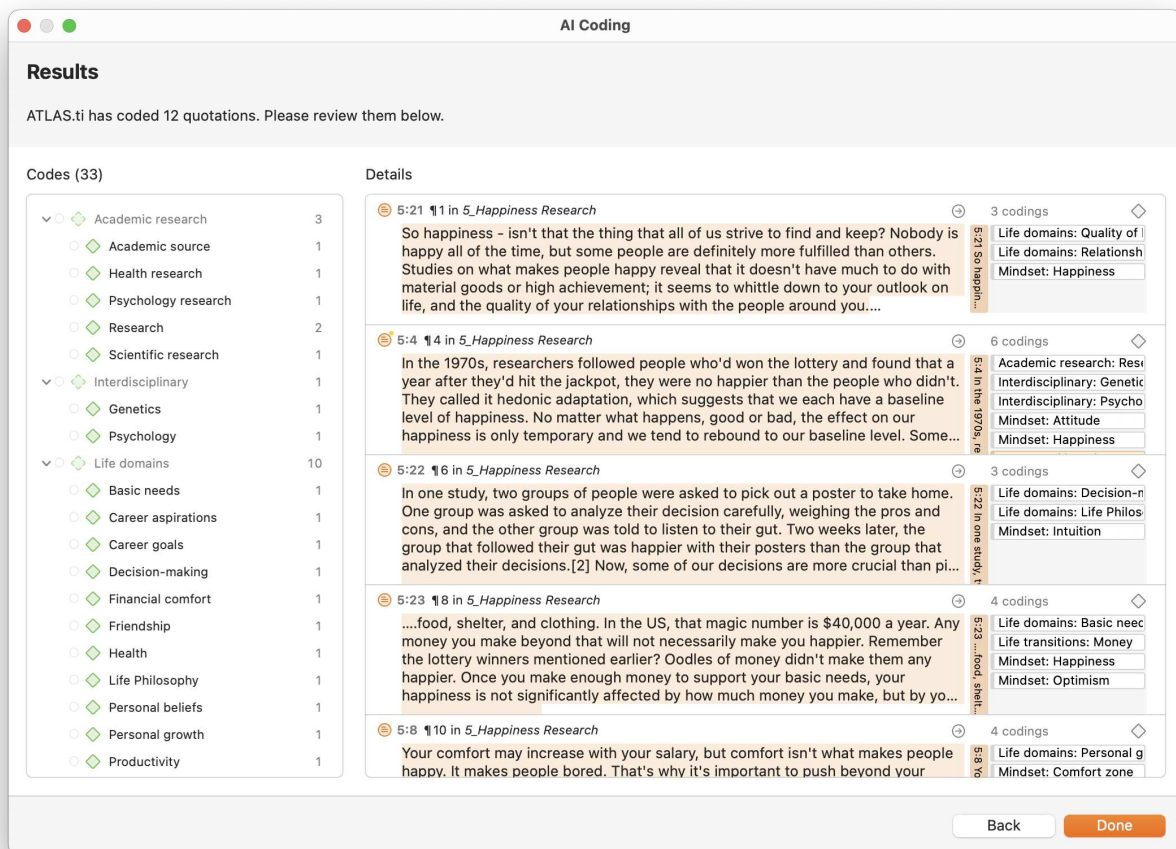 AI Coding
Results
ATLAS.ti has coded 12 quotations. Please review them below.
Codes (33)
Academic research 3
Academic source 1
Health research 1
Psychology research 1
Research 2
Scientific research 1
Interdisciplinary 1
Genetics 1
Psychology 1
Life domains 10
Basic needs 1
Career aspirations 1
Career goals 1
Decision-making 1
Financial comfort 1
Friendship 1
Health 1
Life Philosophy 1
Personal beliefs 1
Personal growth 1
Productivity 1
Details
5:21 ¶ 1 in 5_Happiness Research
So happiness - isn't that the thing that all of us strive to find and keep? Nobody is
happy all of the time, but some people are definitely more fulfilled than others.
Studies on what makes people happy reveal that it doesn't have much to do with
material goods or high achievement; it seems to whittle down to your outlook on
life, and the quality of your relationships with the people around you....
5:21 So happin...
3 codings
Life domains: Quality of
Life domains: Relationsh
Mindset: Happiness
5:4 ¶ 4 in 5_Happiness Research
In the 1970s, researchers followed people who'd won the lottery and found that a
year after they'd hit the jackpot, they were no happier than the people who didn't.
They called it hedonic adaptation, which suggests that we each have a baseline
level of happiness. No matter what happens, good or bad, the effect on our
happiness is only temporary and we tend to rebound to our baseline level. Some...
5:4 In the 1970s, re
6 codings
Academic research: Rese
Interdisciplinary: Genetic
Interdisciplinary: Psycho
Mindset: Attitude
Mindset: Happiness
5:22 ¶ 6 in 5_Happiness Research
In one study, two groups of people were asked to pick out a poster to take home.
One group was asked to analyze their decision carefully, weighing the pros and
cons, and the other group was told to listen to their gut. Two weeks later, the
group that followed their gut was happier with their posters than the group that
analyzed their decisions.[2] Now, some of our decisions are more crucial than pi...
5:22 In one study, t
3 codings
Life domains: Decision-m
Life domains: Life Philos
Mindset: Intuition
5:23 ¶ 8 in 5_Happiness Research
....food, shelter, and clothing. In the US, that magic number is $40,000 a year. Any
money you make beyond that will not necessarily make you happier. Remember
the lottery winners mentioned earlier? Oodles of money didn't make them any
happier. Once you make enough money to support your basic needs, your
happiness is not significantly affected by how much money you make, but by yo...
5:23 ....food, shelt...
4 codings
Life domains: Basic need
Life transitions: Money
Mindset: Happiness
Mindset: Optimism
5:8 ¶ 10 in 5_Happiness Research
Your comfort may increase with your salary, but comfort isn't what makes people
happy. It makes people bored. That's why it's important to push beyond your
5:8 Yo
4 codings
Life domains: Personal g
Mindset: Comfort zone
Back
Done